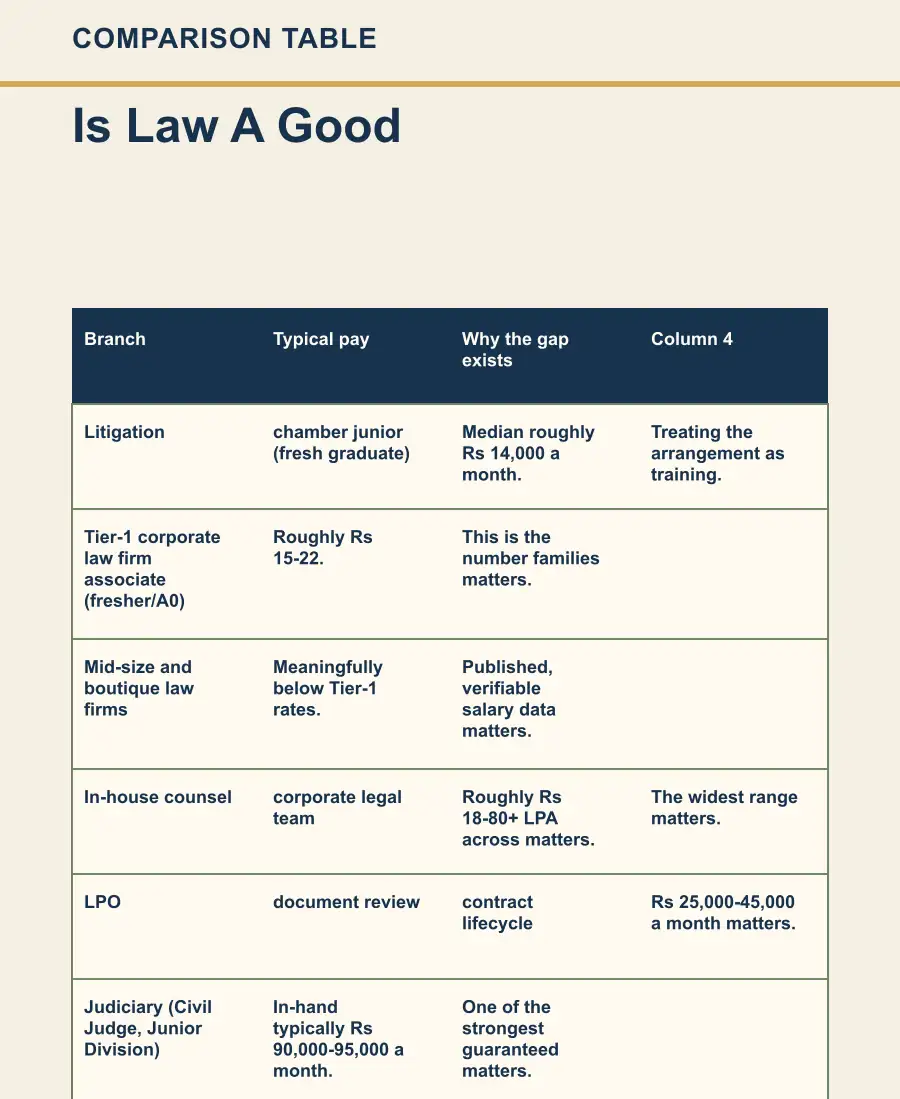 COMPARISON TABLE
Is Law A Good
Branch
Typical pay
Why the gap
exists
Column 4
Litigation
chamber junior
(fresh graduate)
Median roughly
Rs 14,000 a
month.
Treating the
arrangement as
training.
Tier-1 corporate
law firm
associate
(fresher/A0)
Roughly Rs
15-22.
This is the
number families
matters.
Mid-size and
boutique law
firms
Meaningfully
below Tier-1
rates.
Published,
verifiable
salary data
matters.
In-house counsel
corporate legal
team
Roughly Rs
18-80+ LPA
across matters.
The widest range
matters.
LPO
document review
contract
lifecycle
Rs 25,000-45,000
a month matters.
Judiciary (Civil
Judge, Junior
Division)
In-hand
typically Rs
90,000-95,000 a
month.
One of the
strongest
guaranteed
matters.